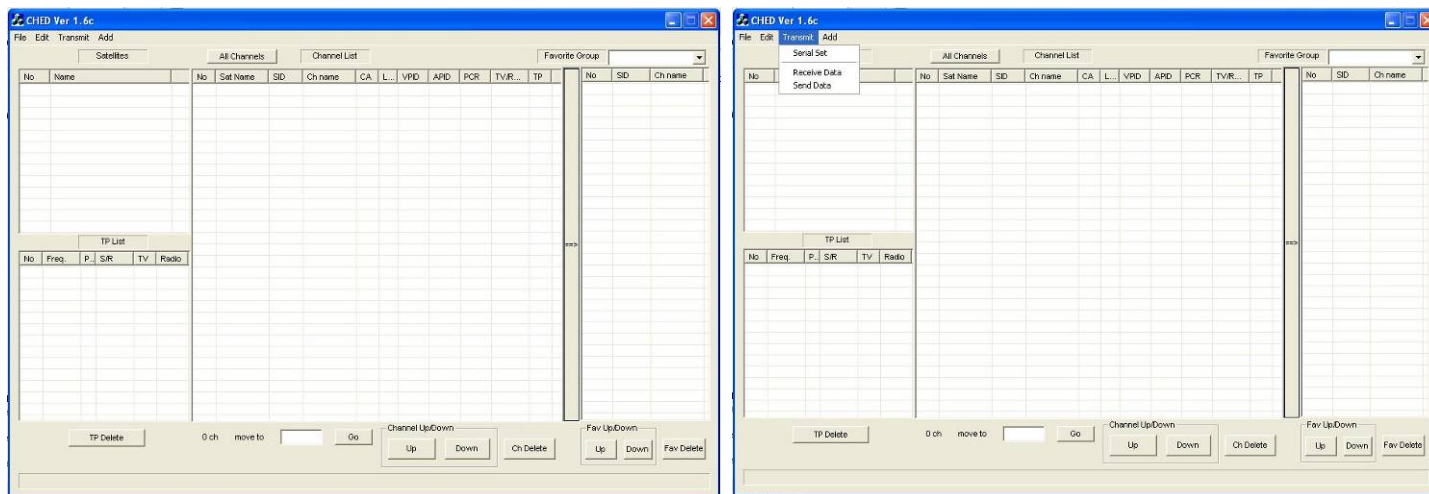 CHED Ver 1.6c
File Edit Transmit Add
Satellites All Channels Channel List Favorite Group
No Name No Sat Name SID Ch name CA L... VPID APID PCR TV/R... TP No SID Ch name
==>
TP List
No Freq. P.. S/R TV Radio
Channel Up/Down Fav Up/Down
TP Delete 0 ch move to Go Up Down Ch Delete Up Down Fav Delete
CHED Ver 1.6c
File Edit Transmit Add
Serial Set
Receive Data
Send Data
All Channels Channel List Favorite Group
No No Sat Name SID Ch name CA L... VPID APID PCR TV/R... TP No SID Ch name
==>
TP List
No Freq. P.. S/R TV Radio
Channel Up/Down Fav Up/Down
TP Delete 0 ch move to Go Up Down Ch Delete Up Down Fav Delete